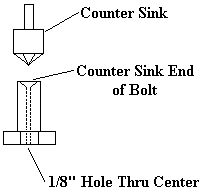 Counter Sink
Counter Sink End
of Bolt
1/8" Hole Thru Center